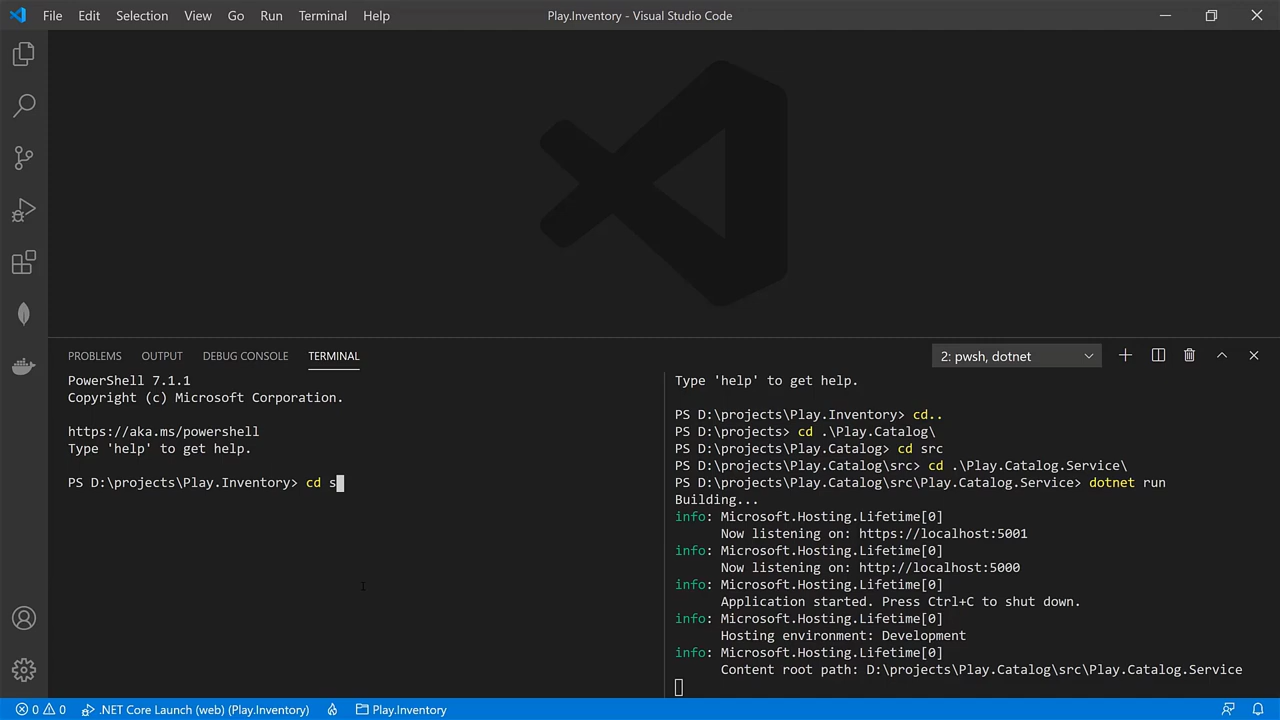 File Edit Selection View Go Run Terminal Help
Play.Inventory - Visual Studio Code
PROBLEMS OUTPUT DEBUG CONSOLE TERMINAL
2: pwsh, dotnet
PowerShell 7.1.1
Copyright (c) Microsoft Corporation.
https://aka.ms/powershell
Type 'help' to get help.
PS D:\projects\Play.Inventory> cd s
Type 'help' to get help.
PS D:\projects\Play.Inventory> cd..
PS D:\projects> cd .\Play.Catalog\
PS D:\projects\Play.Catalog> cd src
PS D:\projects\Play.Catalog\src> cd .\Play.Catalog.Service\
PS D:\projects\Play.Catalog\src\Play.Catalog.Service> dotnet run
Building...
info: Microsoft.Hosting.Lifetime[0]
Now listening on: https://localhost:5001
info: Microsoft.Hosting.Lifetime[0]
Now listening on: http://localhost:5000
info: Microsoft.Hosting.Lifetime[0]
Application started. Press Ctrl+C to shut down.
info: Microsoft.Hosting.Lifetime[0]
Hosting environment: Development
info: Microsoft.Hosting.Lifetime[0]
Content root path: D:\projects\Play.Catalog\src\Play.Catalog.Service
0 0 .NET Core Launch (web) (Play.Inventory) Play.Inventory